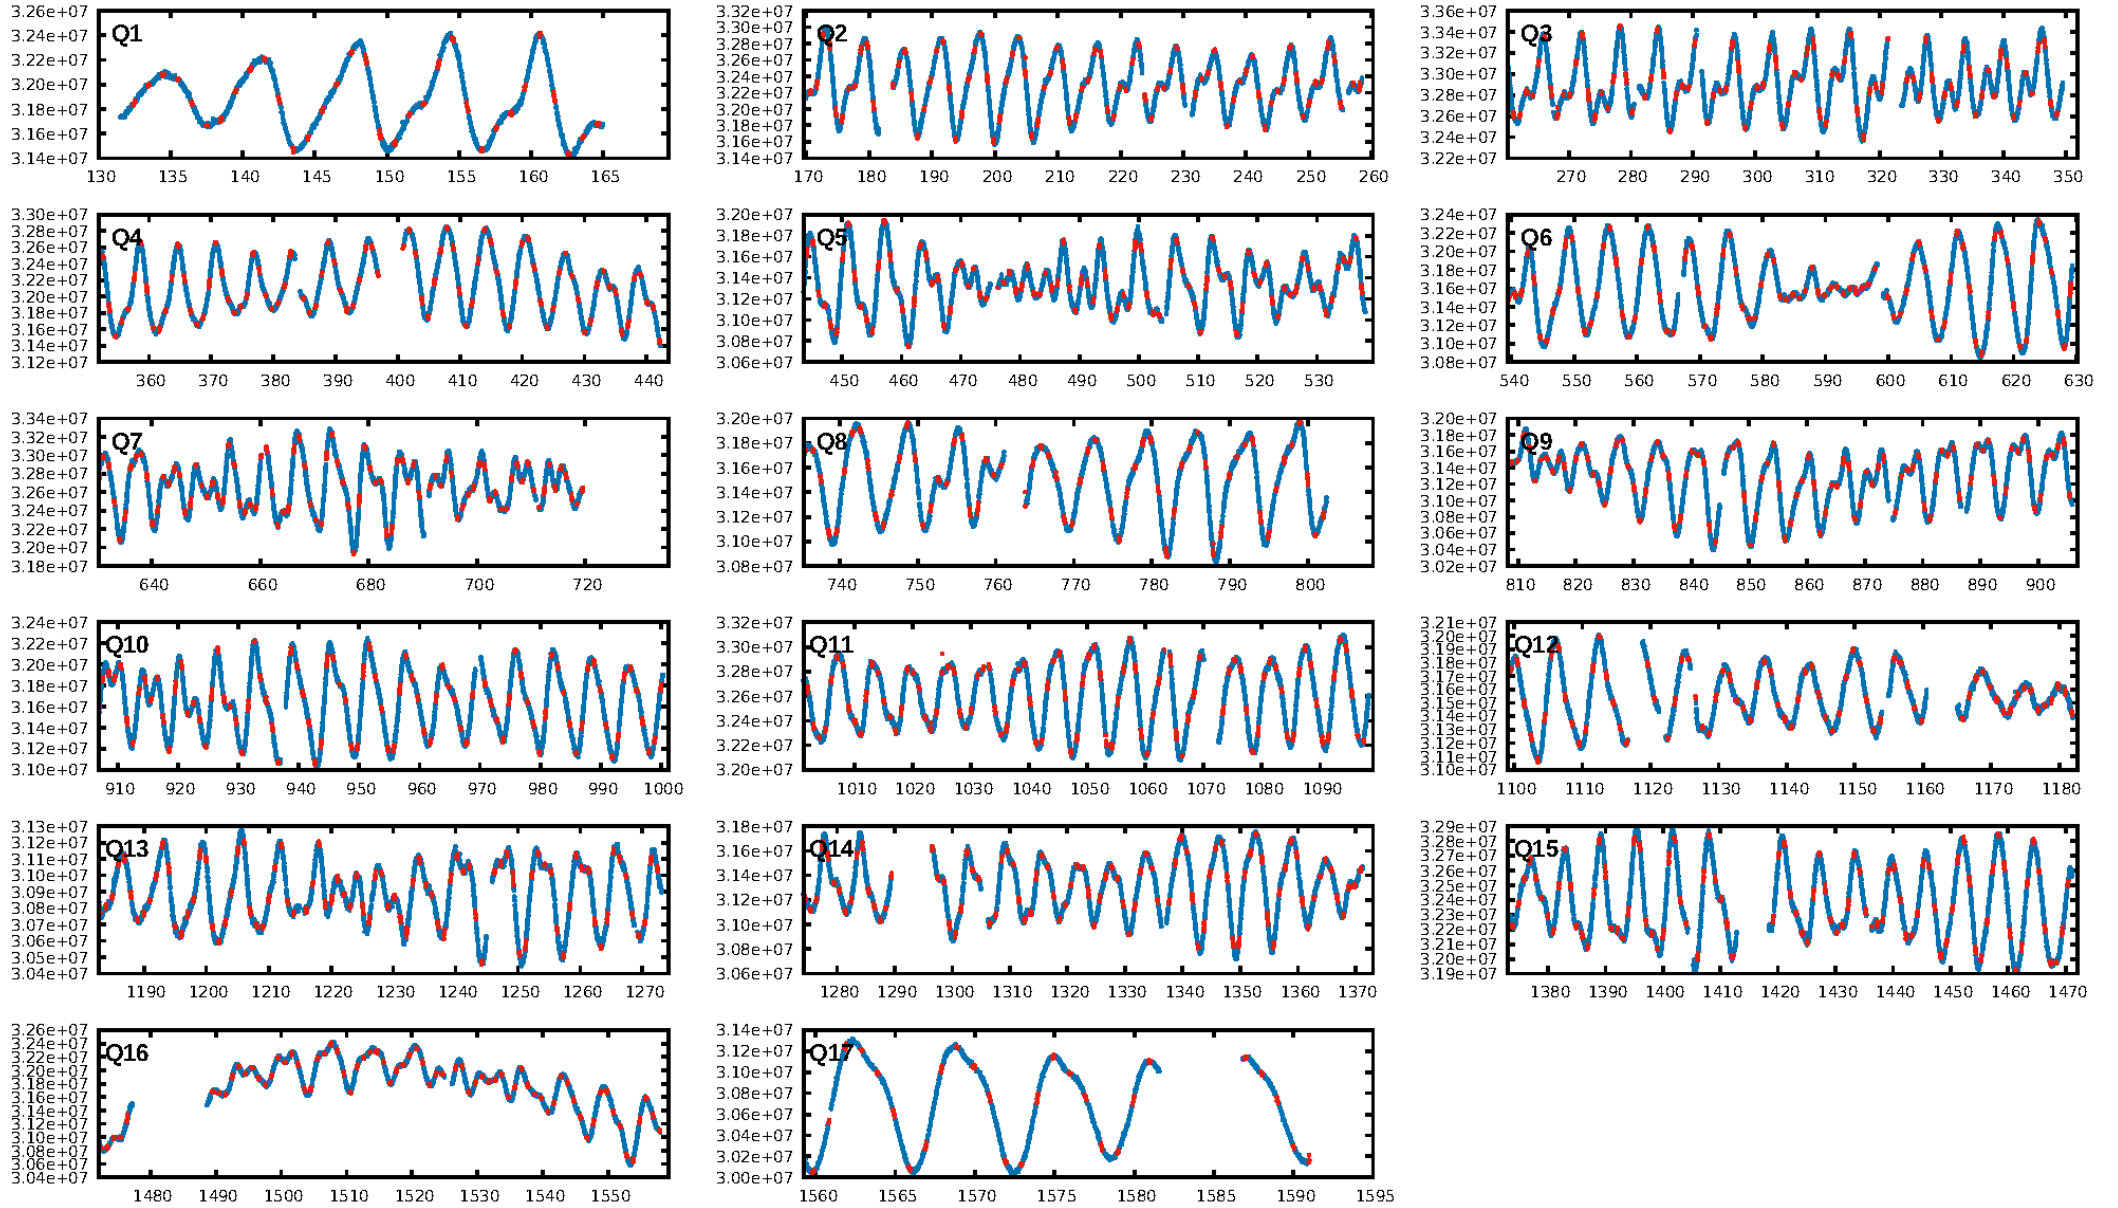 Q1
3.26e+07
3.24e+07
3.22e+07
3.20e+07
3.18e+07
3.16e+07
3.14e+07
130 135 140 145 150 155 160 165
Q2
3.32e+07
3.30e+07
3.28e+07
3.26e+07
3.24e+07
3.22e+07
3.20e+07
3.18e+07
3.16e+07
3.14e+07
170 180 190 200 210 220 230 240 250 260
Q3
3.36e+07
3.34e+07
3.32e+07
3.30e+07
3.28e+07
3.26e+07
3.24e+07
3.22e+07
270 280 290 300 310 320 330 340 350
Q4
3.30e+07
3.28e+07
3.26e+07
3.24e+07
3.22e+07
3.20e+07
3.18e+07
3.16e+07
3.14e+07
3.12e+07
360 370 380 390 400 410 420 430 440
Q5
3.20e+07
3.18e+07
3.16e+07
3.14e+07
3.12e+07
3.10e+07
3.08e+07
3.06e+07
450 460 470 480 490 500 510 520 530
Q6
3.24e+07
3.22e+07
3.20e+07
3.18e+07
3.16e+07
3.14e+07
3.12e+07
3.10e+07
3.08e+07
540 550 560 570 580 590 600 610 620 630
Q7
3.34e+07
3.32e+07
3.30e+07
3.28e+07
3.26e+07
3.24e+07
3.22e+07
3.20e+07
3.18e+07
640 660 680 700 720
Q8
3.20e+07
3.18e+07
3.16e+07
3.14e+07
3.12e+07
3.10e+07
3.08e+07
740 750 760 770 780 790 800
Q9
3.20e+07
3.18e+07
3.16e+07
3.14e+07
3.12e+07
3.10e+07
3.08e+07
3.06e+07
3.04e+07
3.02e+07
810 820 830 840 850 860 870 880 890 900
Q10
3.24e+07
3.22e+07
3.20e+07
3.18e+07
3.16e+07
3.14e+07
3.12e+07
3.10e+07
910 920 930 940 950 960 970 980 990 1000
Q11
3.32e+07
3.30e+07
3.28e+07
3.26e+07
3.24e+07
3.22e+07
3.20e+07
1010 1020 1030 1040 1050 1060 1070 1080 1090
Q12
3.21e+07
3.20e+07
3.19e+07
3.18e+07
3.17e+07
3.16e+07
3.15e+07
3.14e+07
3.13e+07
3.12e+07
3.11e+07
3.10e+07
1100 1110 1120 1130 1140 1150 1160 1170 1180
Q13
3.13e+07
3.12e+07
3.11e+07
3.10e+07
3.09e+07
3.08e+07
3.07e+07
3.06e+07
3.05e+07
3.04e+07
1190 1200 1210 1220 1230 1240 1250 1260 1270
Q14
3.18e+07
3.16e+07
3.14e+07
3.12e+07
3.10e+07
3.08e+07
3.06e+07
1280 1290 1300 1310 1320 1330 1340 1350 1360 1370
Q15
3.29e+07
3.28e+07
3.27e+07
3.26e+07
3.25e+07
3.24e+07
3.23e+07
3.22e+07
3.21e+07
3.20e+07
3.19e+07
1380 1390 1400 1410 1420 1430 1440 1450 1460 1470
Q16
3.26e+07
3.24e+07
3.22e+07
3.20e+07
3.18e+07
3.16e+07
3.14e+07
3.12e+07
3.10e+07
3.08e+07
3.06e+07
3.04e+07
1480 1490 1500 1510 1520 1530 1540 1550
Q17
3.14e+07
3.12e+07
3.10e+07
3.08e+07
3.06e+07
3.04e+07
3.02e+07
3.00e+07
1560 1565 1570 1575 1580 1585 1590 1595